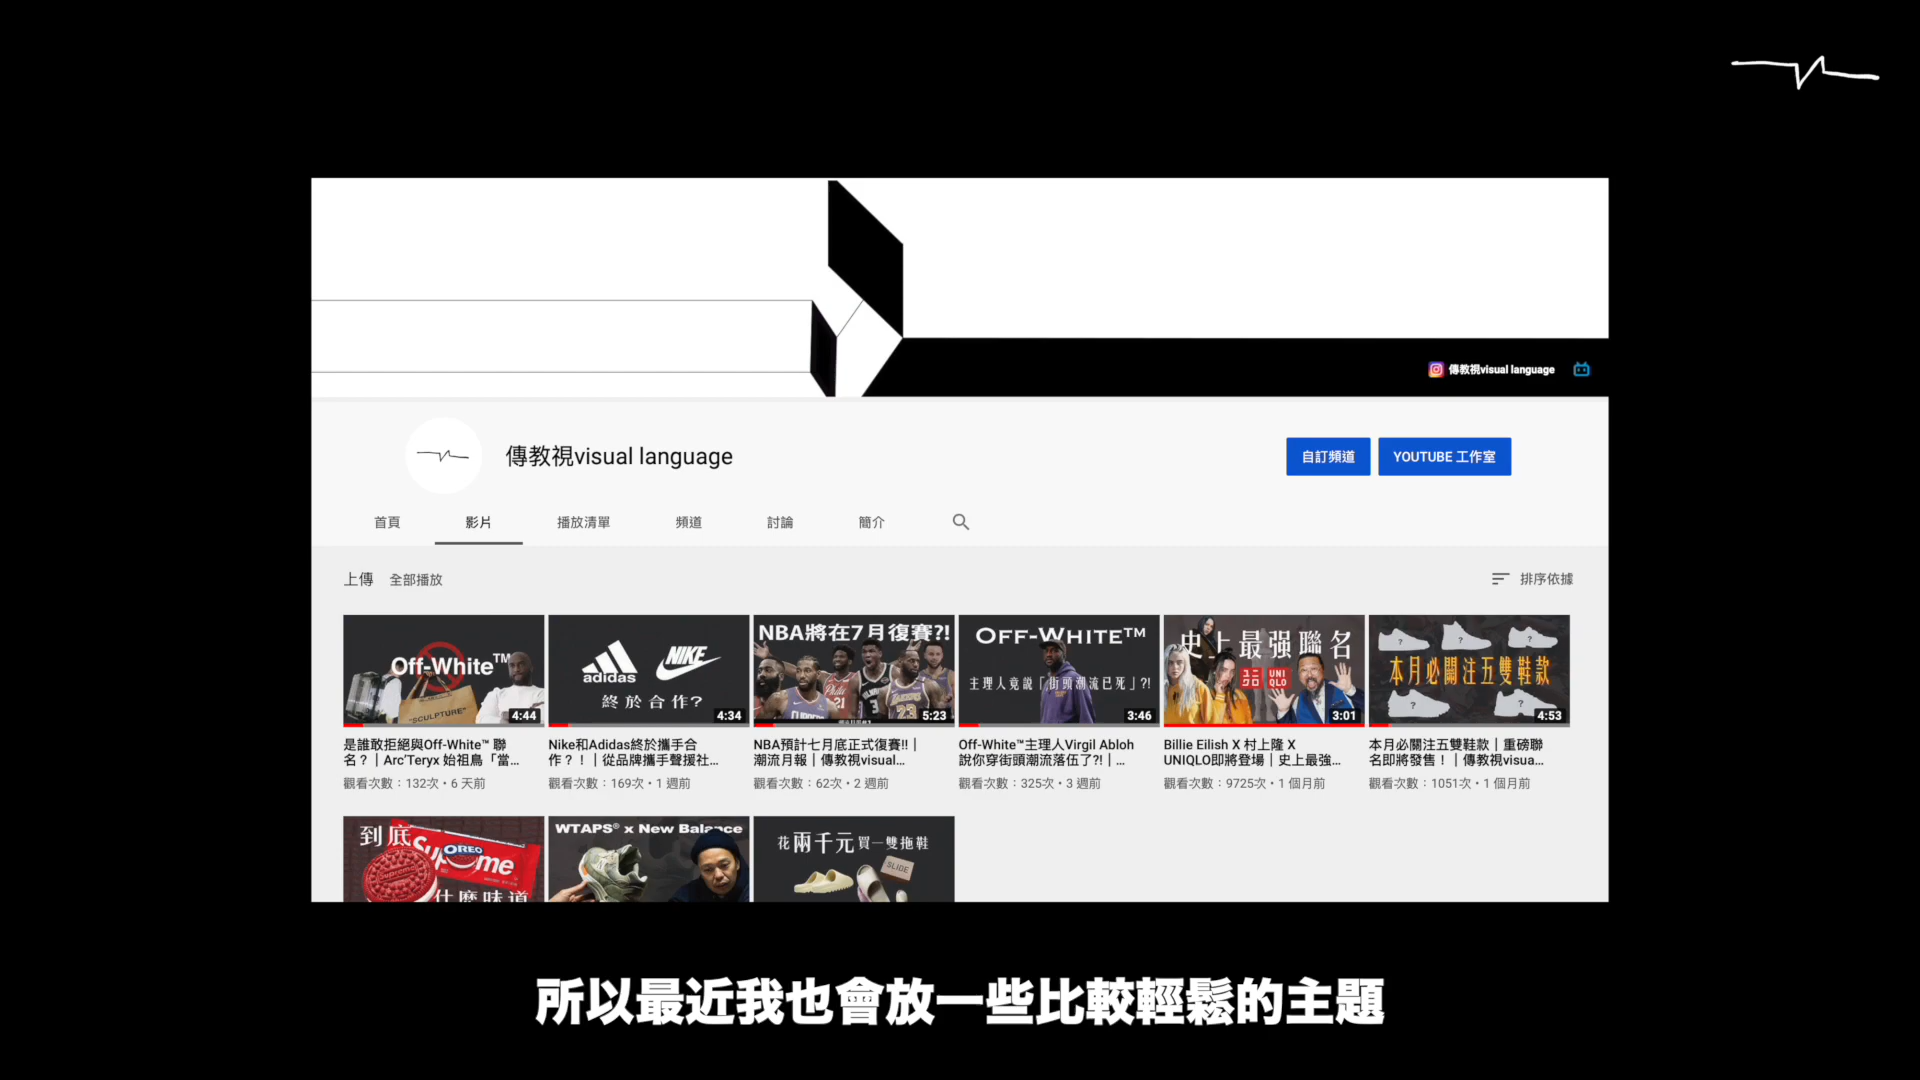 傳教視visual language
傳教視visual language
自訂頻道
YOUTUBE 工作室
首頁
影片
播放清單
頻道
討論
簡介
上傳
全部播放
排序依據
Off-White™
"SCULPTURE"
4:44
adidas
NIKE
終於合作?
4:34
NBA將在7月復賽?!
5:23
OFF-WHITE™
主理人竟說「街頭潮流已死」?!
3:46
史上最強聯名
ユニクロ
UNIQLO
3:01
本月必關注五雙鞋款
4:53
是誰敢拒絕與Off-White™ 聯
名？｜Arc'Teryx 始祖鳥「當...
觀看次數：132次・6 天前
Nike和Adidas終於攜手合
作？！｜從品牌攜手聲援社...
觀看次數：169次・1 週前
NBA預計七月底正式復賽!!｜
潮流月報｜傳教視visual...
觀看次數：62次・2 週前
Off-White™主理人Virgil Abloh
說你穿街頭潮流落伍了?!｜...
觀看次數：325次・3 週前
Billie Eilish X 村上隆 X
UNIQLO即將登場｜史上最強...
觀看次數：9725次・1 個月前
本月必關注五雙鞋款｜重磅聯
名即將發售！｜傳教視visua...
觀看次數：1051次・1 個月前
到底
Supreme
OREO
什麼味道
WTAPS® x New Balance
花兩千元買一雙拖鞋
SLIDE
所以最近我也會放一些比較輕鬆的主題